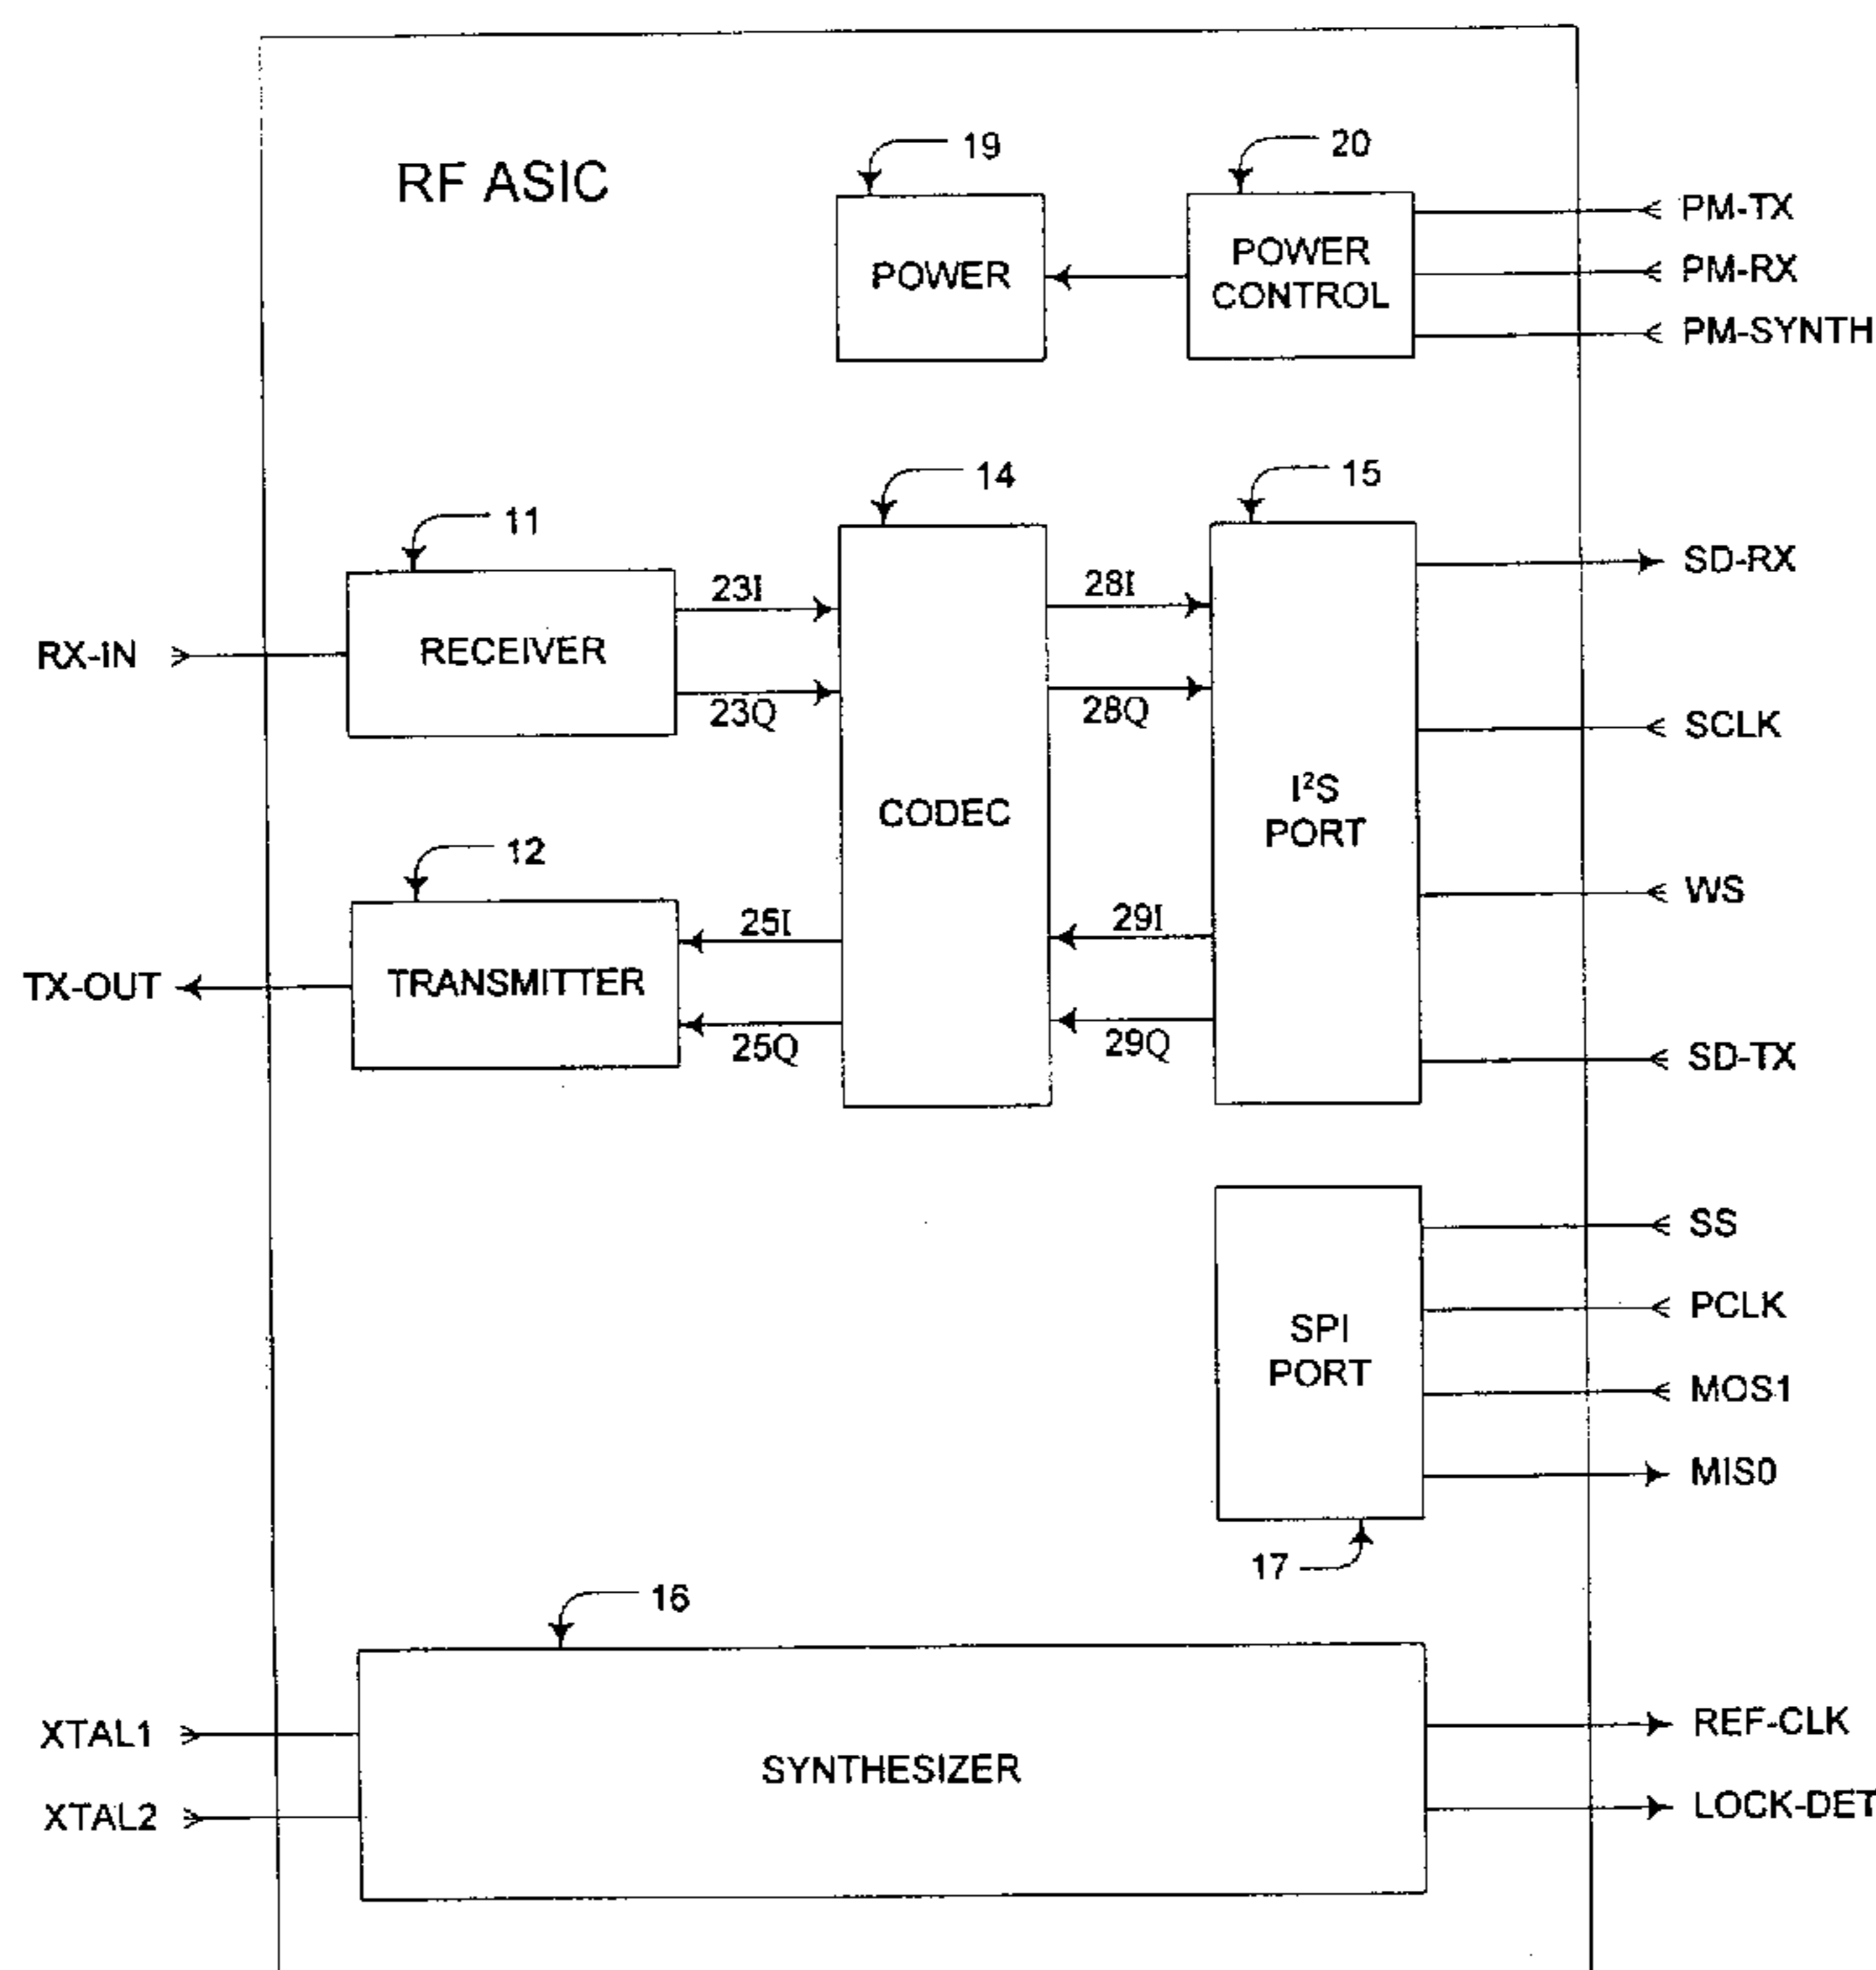 RF ASIC
19
20
POWER
POWER
CONTROL
PM-TX
PM-RX
PM-SYNTH
11
14
15
RX-IN
RECEIVER
23I
23Q
CODEC
28I
28Q
I²S
PORT
SD-RX
SCLK
WS
SD-TX
12
TX-OUT
TRANSMITTER
25I
25Q
29I
29Q
SPI
PORT
17
SS
PCLK
MOS1
MIS0
16
XTAL1
XTAL2
SYNTHESIZER
REF-CLK
LOCK-DET